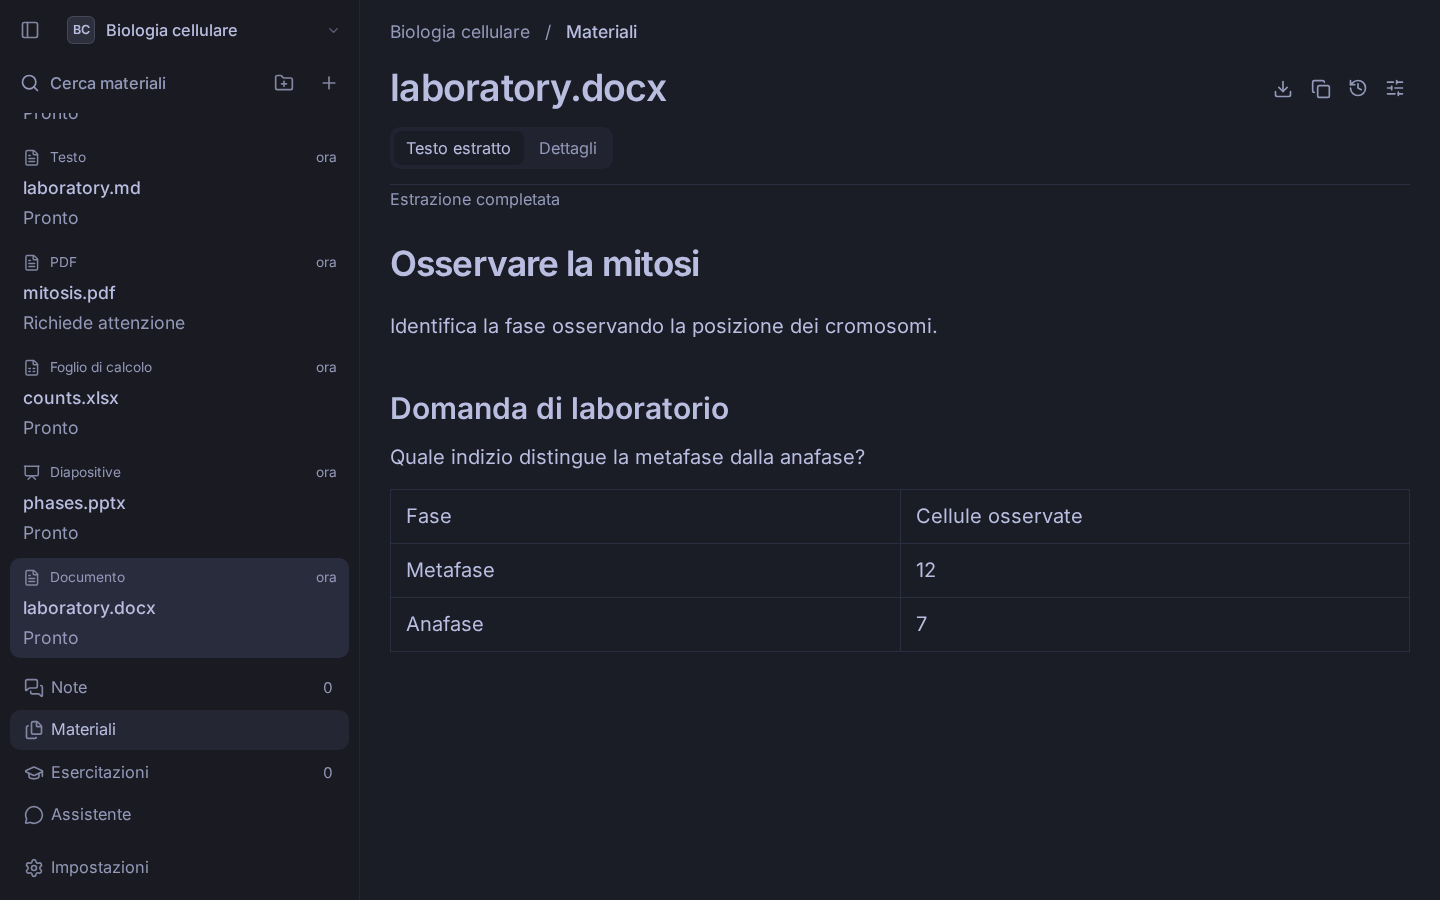 BC Biologia cellulare
Cerca materiali
Pronto
Testo ora
laboratory.md
Pronto
PDF ora
mitosis.pdf
Richiede attenzione
Foglio di calcolo ora
counts.xlsx
Pronto
Diapositive ora
phases.pptx
Pronto
Documento ora
laboratory.docx
Pronto
Note 0
Materiali
Esercitazioni 0
Assistente
Impostazioni
Biologia cellulare / Materiali
laboratory.docx
Testo estratto Dettagli
Estrazione completata
Osservare la mitosi
Identifica la fase osservando la posizione dei cromosomi.
Domanda di laboratorio
Quale indizio distingue la metafase dalla anafase?
Fase Cellule osservate
Metafase 12
Anafase 7